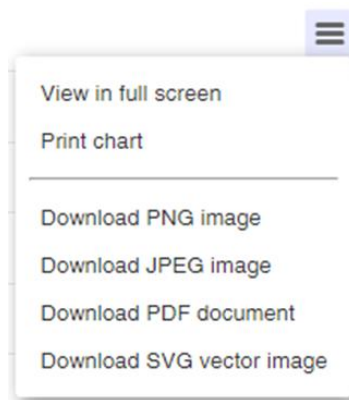 View in full screen
Print chart
Download PNG image
Download JPEG image
Download PDF document
Download SVG vector image